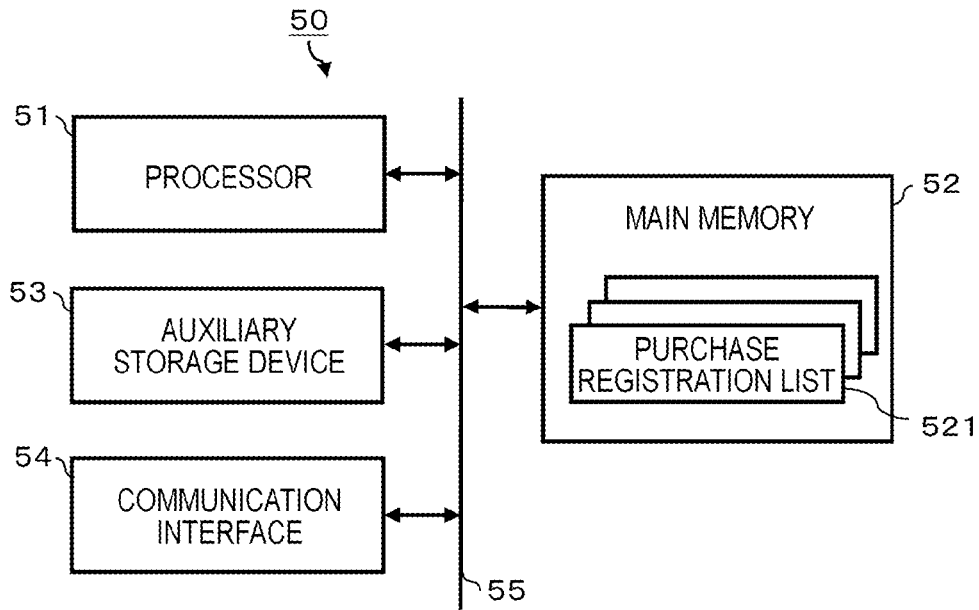 50
51
PROCESSOR
52
MAIN MEMORY
53
AUXILIARY
STORAGE DEVICE
PURCHASE
REGISTRATION LIST
521
54
COMMUNICATION
INTERFACE
55